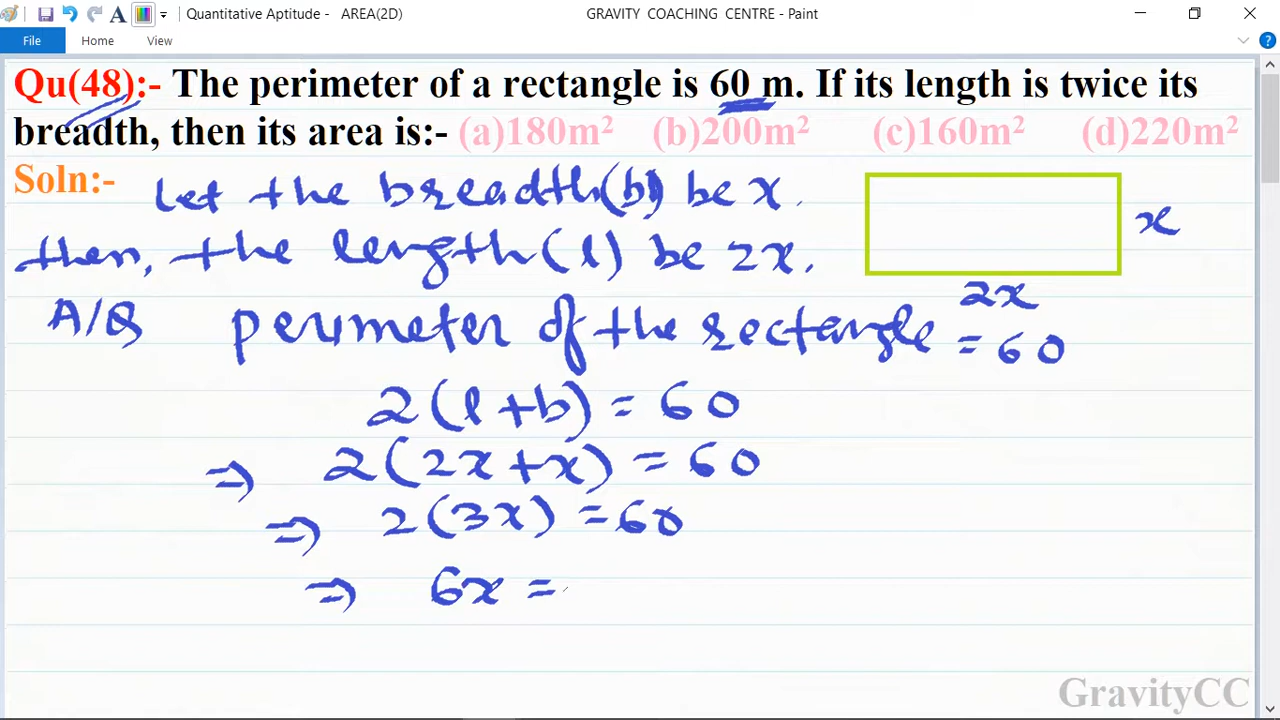 Quantitative Aptitude - AREA(2D)
GRAVITY COACHING CENTRE - Paint
File Home View
Qu(48):- The perimeter of a rectangle is 60 m. If its length is twice its
breadth, then its area is:- (a)180m² (b)200m² (c)160m² (d)220m²
Soln:- Let the breadth(b) be x.
then, the length(l) be 2x.
x
2x
A/Q perimeter of the rectangle = 60
2(l+b) = 60
⇒ 2(2x+x) = 60
⇒ 2(3x) = 60
⇒ 6x =
GravityCC